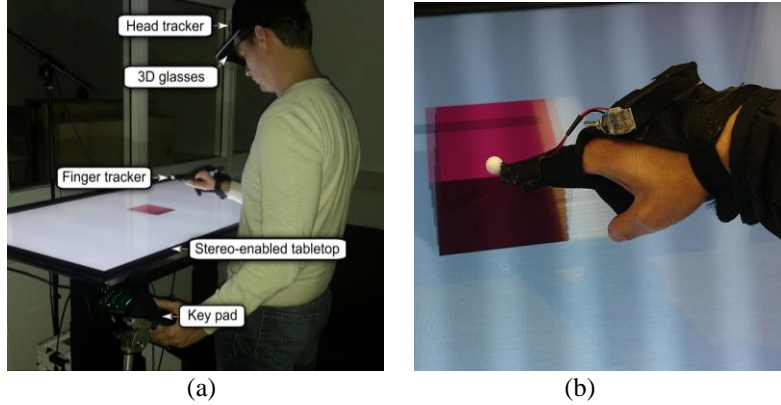 Head tracker
3D glasses
Finger tracker
Stereo-enabled tabletop
Key pad
(a)
(b)